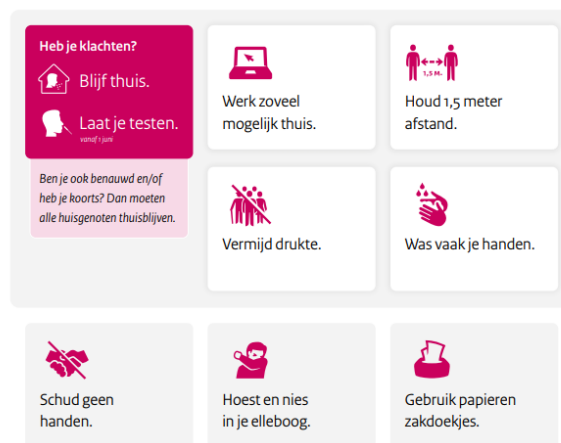 Heb je klachten?
Blijf thuis.
Laat je testen.
vanaf 1 juni
Ben je ook benauwd en/of
heb je koorts? Dan moeten
alle huisgenoten thuisblijven.
Werk zoveel
mogelijk thuis.
1,5 M.
Houd 1,5 meter
afstand.
Vermijd drukte.
Was vaak je handen.
Schud geen
handen.
Hoest en nies
in je elleboog.
Gebruik papieren
zakdoekjes.